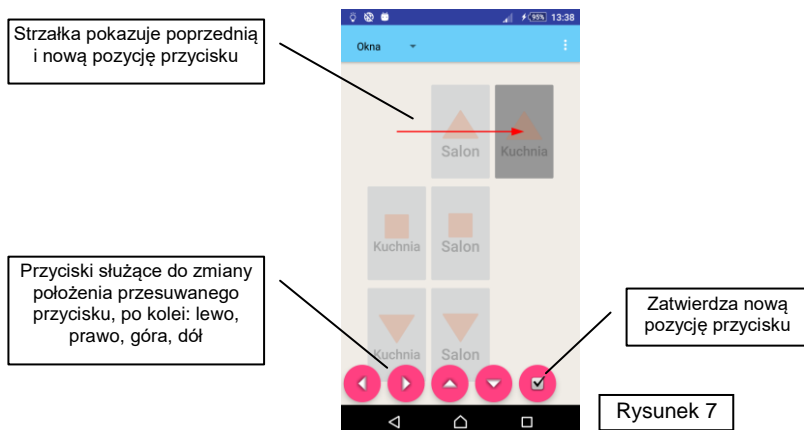 Strzałka pokazuje poprzednią
i nową pozycję przycisku
95% 13:38
Okna
Salon
Kuchnia
Kuchnia
Salon
Przyciski służące do zmiany
położenia przesuwanego
przycisku, po kolei: lewo,
prawo, góra, dół
Kuchnia
Salon
Zatwierdza nową
pozycję przycisku
Rysunek 7